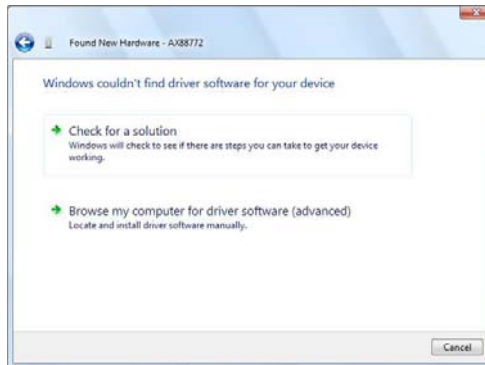 Found New Hardware - AX88772
Windows couldn't find driver software for your device
Check for a solution
Windows will check to see if there are steps you can take to get your device
working.
Browse my computer for driver software (advanced)
Locate and install driver software manually.
Cancel